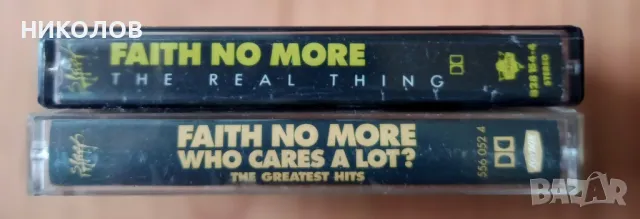 НИКОЛОВ
FAITH NO MORE
THE REAL THING
828 154-4
STEREO
FAITH NO MORE
WHO CARES A LOT?
THE GREATEST HITS
556 052 4
BAZAR